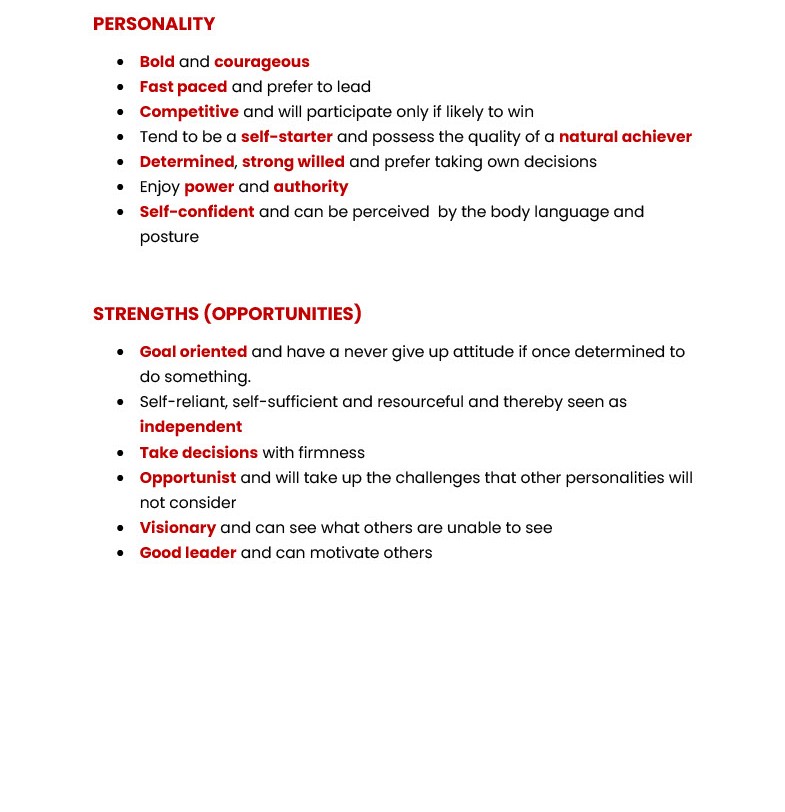 PERSONALITY
• Bold and courageous
• Fast paced and prefer to lead
• Competitive and will participate only if likely to win
• Tend to be a self-starter and possess the quality of a natural achiever
• Determined, strong willed and prefer taking own decisions
• Enjoy power and authority
• Self-confident and can be perceived  by the body language and
posture
STRENGTHS (OPPORTUNITIES)
• Goal oriented and have a never give up attitude if once determined to
do something.
• Self-reliant, self-sufficient and resourceful and thereby seen as
independent
• Take decisions with firmness
• Opportunist and will take up the challenges that other personalities will
not consider
• Visionary and can see what others are unable to see
• Good leader and can motivate others